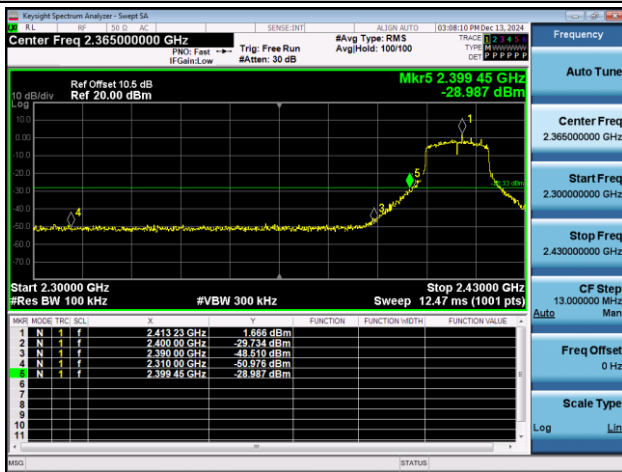 Keysight Spectrum Analyzer - Swept SA
RL RF 50 Ω AC SENSE:INT ALIGN AUTO 03:08:10 PM Dec 13, 2024
Center Freq 2.365000000 GHz
PNO: Fast
IFGain:Low
Trig: Free Run
#Atten: 30 dB
#Avg Type: RMS
Avg|Hold: 100/100
TRACE 1 2 3 4 5 6
TYPE M WWWWW
DET P P P P P P
Ref Offset 10.5 dB
10 dB/div Ref 20.00 dBm
Log
Mkr5 2.399 45 GHz
-28.987 dBm
10.0
0.00
-10.0
-20.0
-30.0
-40.0
-50.0
-60.0
-70.0
1
5
3
4
Start 2.30000 GHz Stop 2.43000 GHz
#Res BW 100 kHz #VBW 300 kHz Sweep 12.47 ms (1001 pts)
MKR MODE TRC SCL X Y FUNCTION FUNCTION WIDTH FUNCTION VALUE
1 N 1 f 2.413 23 GHz 1.666 dBm
2 N 1 f 2.400 00 GHz -29.734 dBm
3 N 1 f 2.390 00 GHz -48.510 dBm
4 N 1 f 2.310 00 GHz -50.976 dBm
5 N 1 f 2.399 45 GHz -28.987 dBm
6
7
8
9
10
11
MSG STATUS
Frequency
Auto Tune
Center Freq
2.365000000 GHz
Start Freq
2.300000000 GHz
Stop Freq
2.430000000 GHz
CF Step
13.000000 MHz
Auto Man
Freq Offset
0 Hz
Scale Type
Log Lin